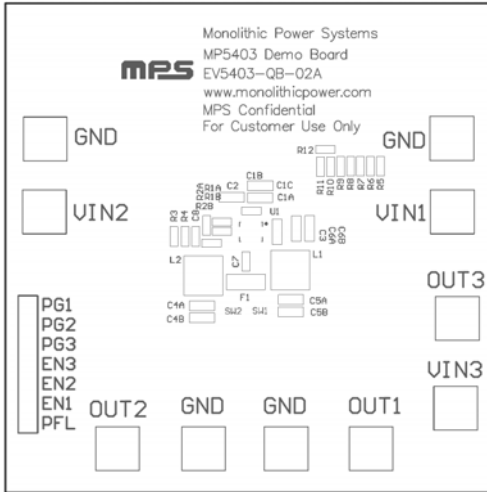 Monolithic Power Systems
mps
MP5403 Demo Board
EV5403-QB-02A
www.monolithicpower.com
MPS Confidential
For Customer Use Only
GND
GND
R12
R11
R10
R9
R8
R7
R6
R5
C1B
C2
C1C
C1A
R2A
R1A
R1B
R2B
U1
VIN2
VIN1
R3
R4
C8
C3
C6A
C6B
L2
C7
L1
F1
OUT3
C4A
C4B
SW2
SW1
C5A
C5B
PG1
PG2
PG3
EN3
EN2
EN1
PFL
VIN3
OUT2
GND
GND
OUT1